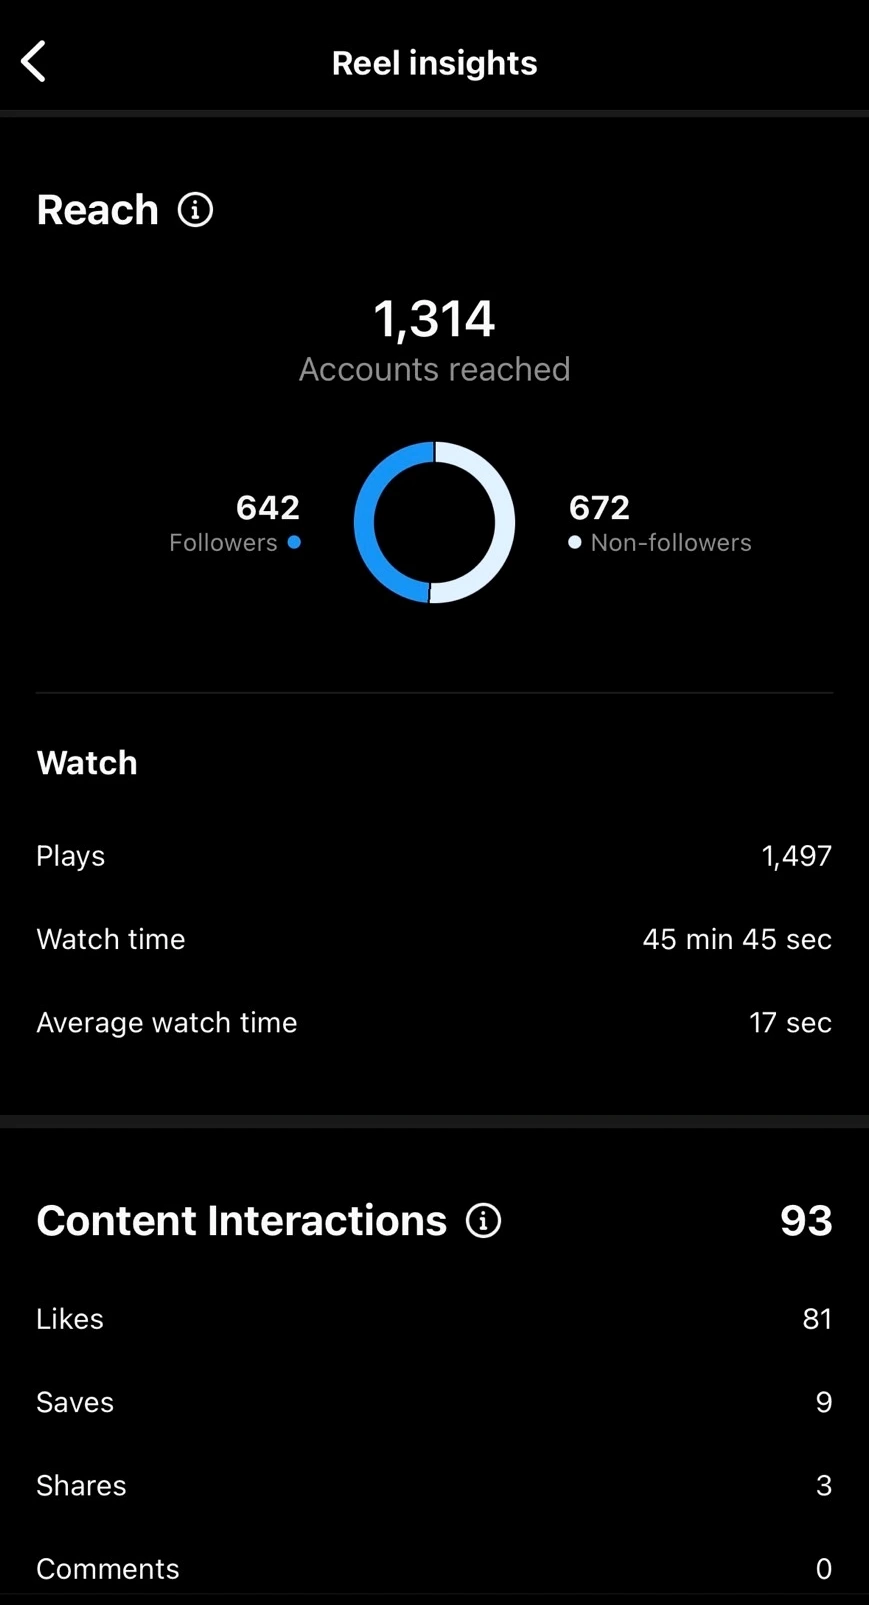 Reel insights
Reach
1,314
Accounts reached
642
Followers
672
Non-followers
Watch
Plays 1,497
Watch time 45 min 45 sec
Average watch time 17 sec
Content Interactions 93
Likes 81
Saves 9
Shares 3
Comments 0